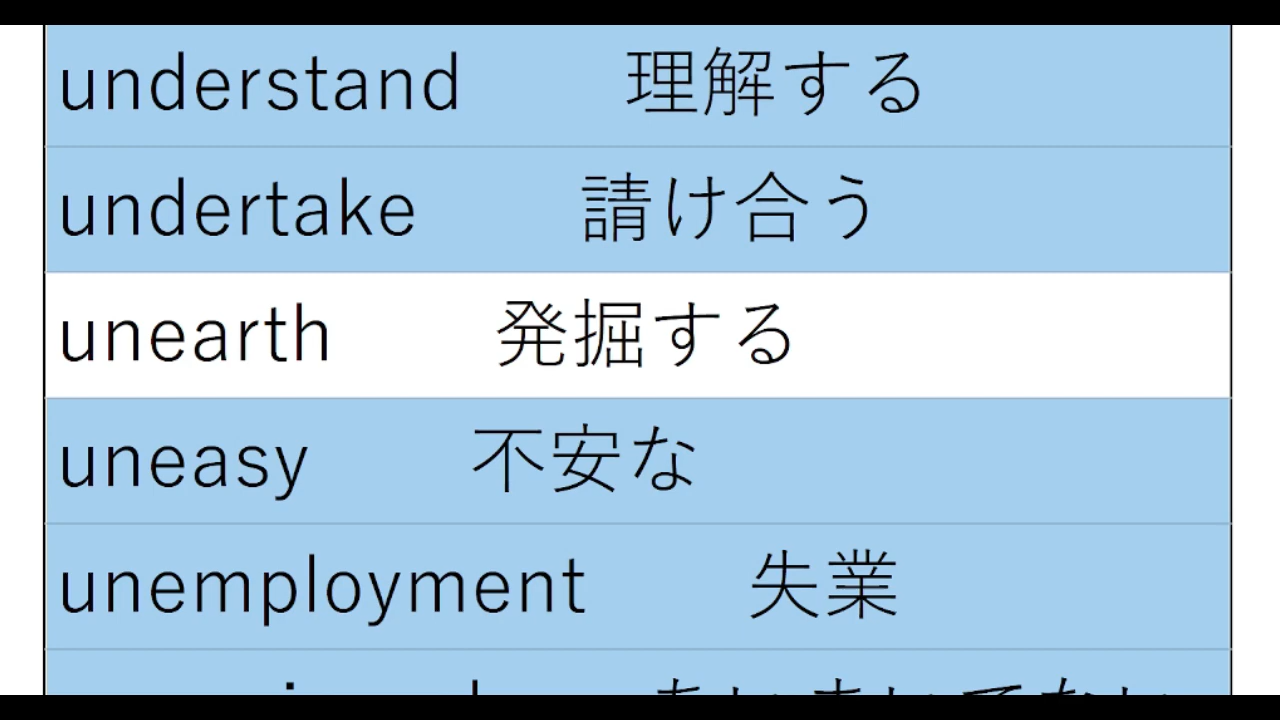 understand 理解する
undertake 請け合う
unearth 発掘する
uneasy 不安な
unemployment 失業